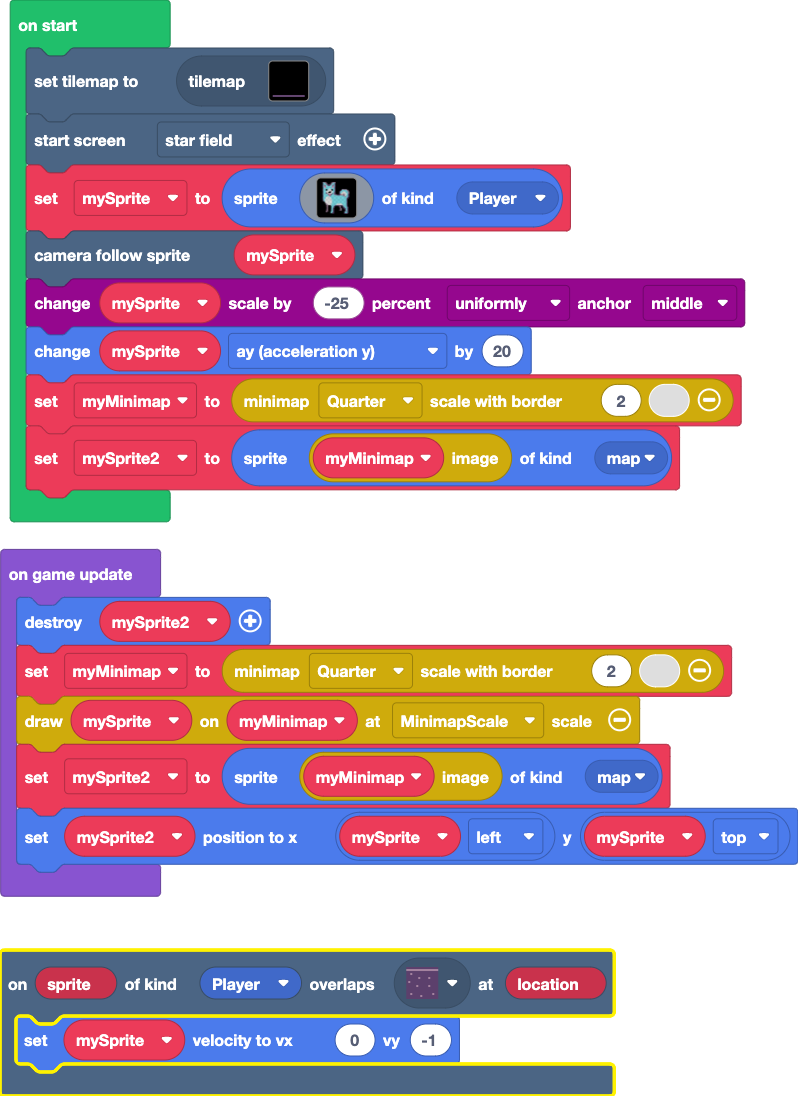 on start
set tilemap to tilemap
start screen star field effect
set mySprite to sprite of kind Player
camera follow sprite mySprite
change mySprite scale by -25 percent uniformly anchor middle
change mySprite ay (acceleration y) by 20
set myMinimap to minimap Quarter scale with border 2
set mySprite2 to sprite myMinimap image of kind map
on game update
destroy mySprite2
set myMinimap to minimap Quarter scale with border 2
draw mySprite on myMinimap at MinimapScale scale
set mySprite2 to sprite myMinimap image of kind map
set mySprite2 position to x mySprite left y mySprite top
on sprite of kind Player overlaps at location
set mySprite velocity to vx 0 vy -1